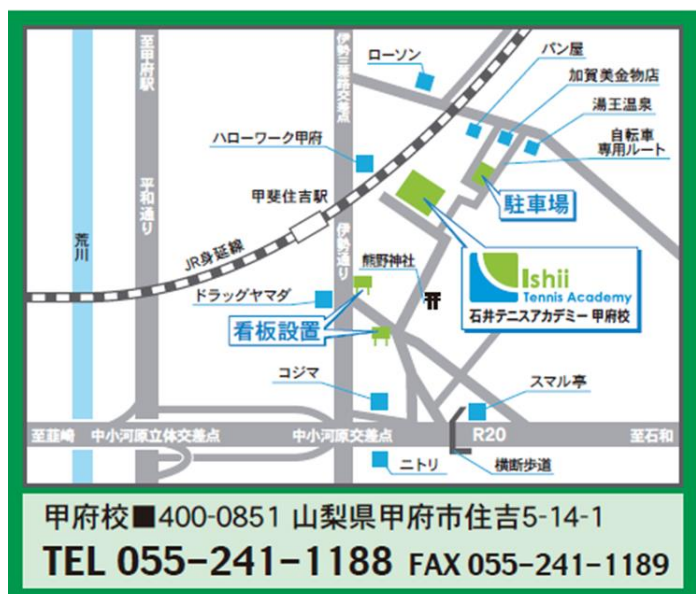 至甲府駅
伊勢三叉路交差点
ローソン
パン屋
加賀美金物店
湯王温泉
自転車
専用ルート
ハローワーク甲府
駐車場
平和通り
甲斐住吉駅
荒川
JR身延線
伊勢通り
熊野神社
Ishii
Tennis Academy
石井テニスアカデミー 甲府校
ドラッグヤマダ
看板設置
コジマ
スマル亭
至韮崎
中小河原立体交差点
中小河原交差点
R20
至石和
ニトリ
横断歩道
甲府校■400-0851 山梨県甲府市住吉5-14-1
TEL 055-241-1188 FAX 055-241-1189